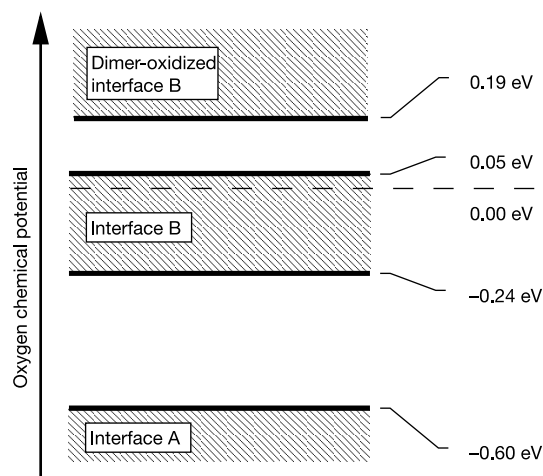 Oxygen chemical potential
Dimer-oxidized
interface B
0.19 eV
0.05 eV
0.00 eV
Interface B
–0.24 eV
Interface A
–0.60 eV